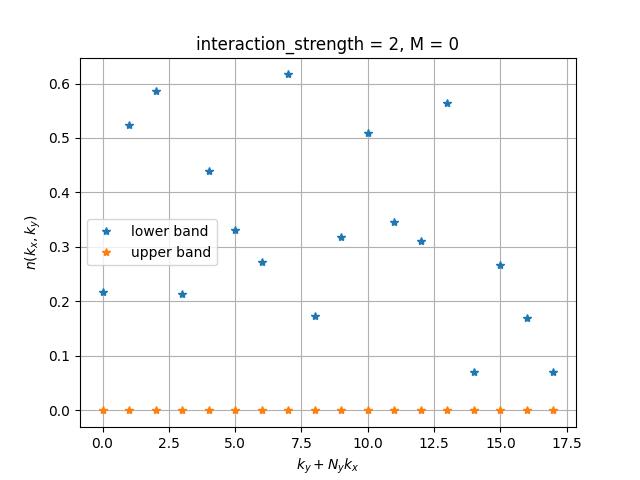 interaction_strength = 2, M = 0
n(k_x, k_y)
0.6
0.5
0.4
0.3
0.2
0.1
0.0
lower band
upper band
0.0 2.5 5.0 7.5 10.0 12.5 15.0 17.5
k_y + N_y k_x